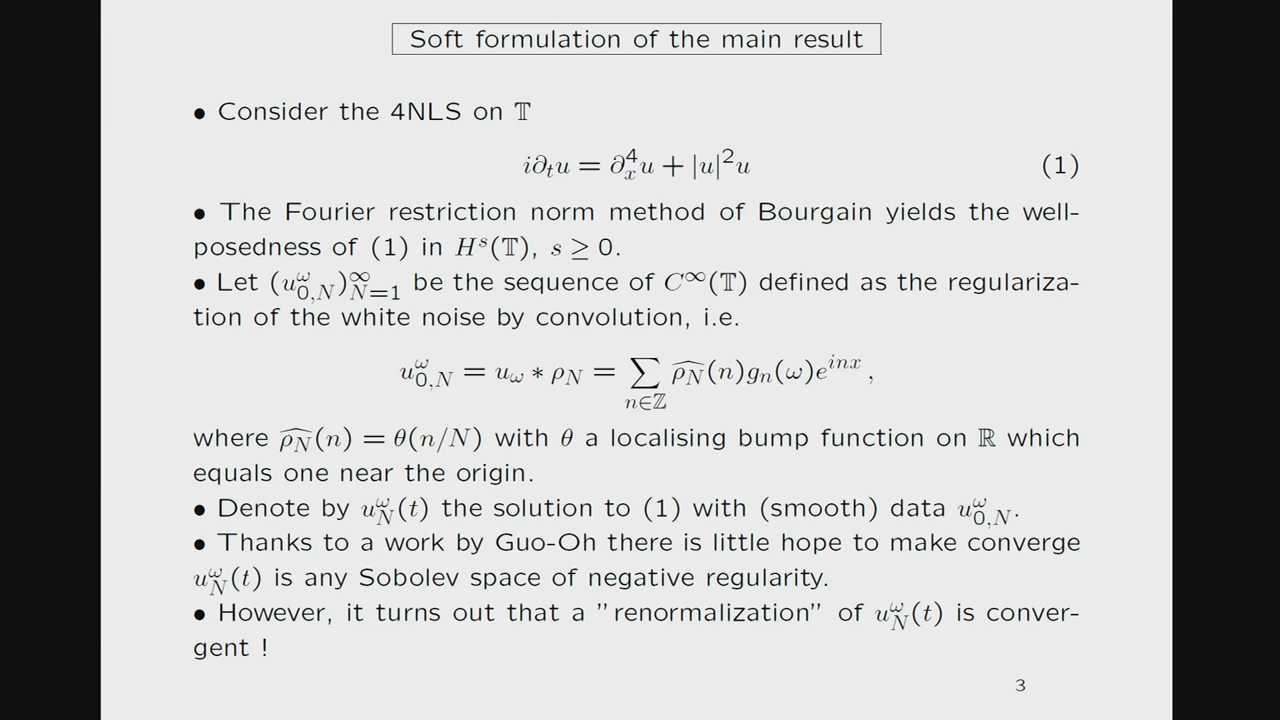 Soft formulation of the main result
• Consider the 4NLS on 𝕋
i∂ₜu = ∂ₓ⁴u + |u|²u (1)
• The Fourier restriction norm method of Bourgain yields the well-
posedness of (1) in Hˢ(𝕋), s ≥ 0.
• Let (u^ω_{0,N})^∞_{N=1} be the sequence of C^∞(𝕋) defined as the regulariza-
tion of the white noise by convolution, i.e.
u^ω_{0,N} = u_ω ∗ ρ_N = ∑_{n∈ℤ} \widehat{ρ_N}(n)g_n(ω)e^{inx} ,
where \widehat{ρ_N}(n) = θ(n/N) with θ a localising bump function on ℝ which
equals one near the origin.
• Denote by u^ω_N(t) the solution to (1) with (smooth) data u^ω_{0,N}.
• Thanks to a work by Guo-Oh there is little hope to make converge
u^ω_N(t) is any Sobolev space of negative regularity.
• However, it turns out that a "renormalization" of u^ω_N(t) is conver-
gent !
3